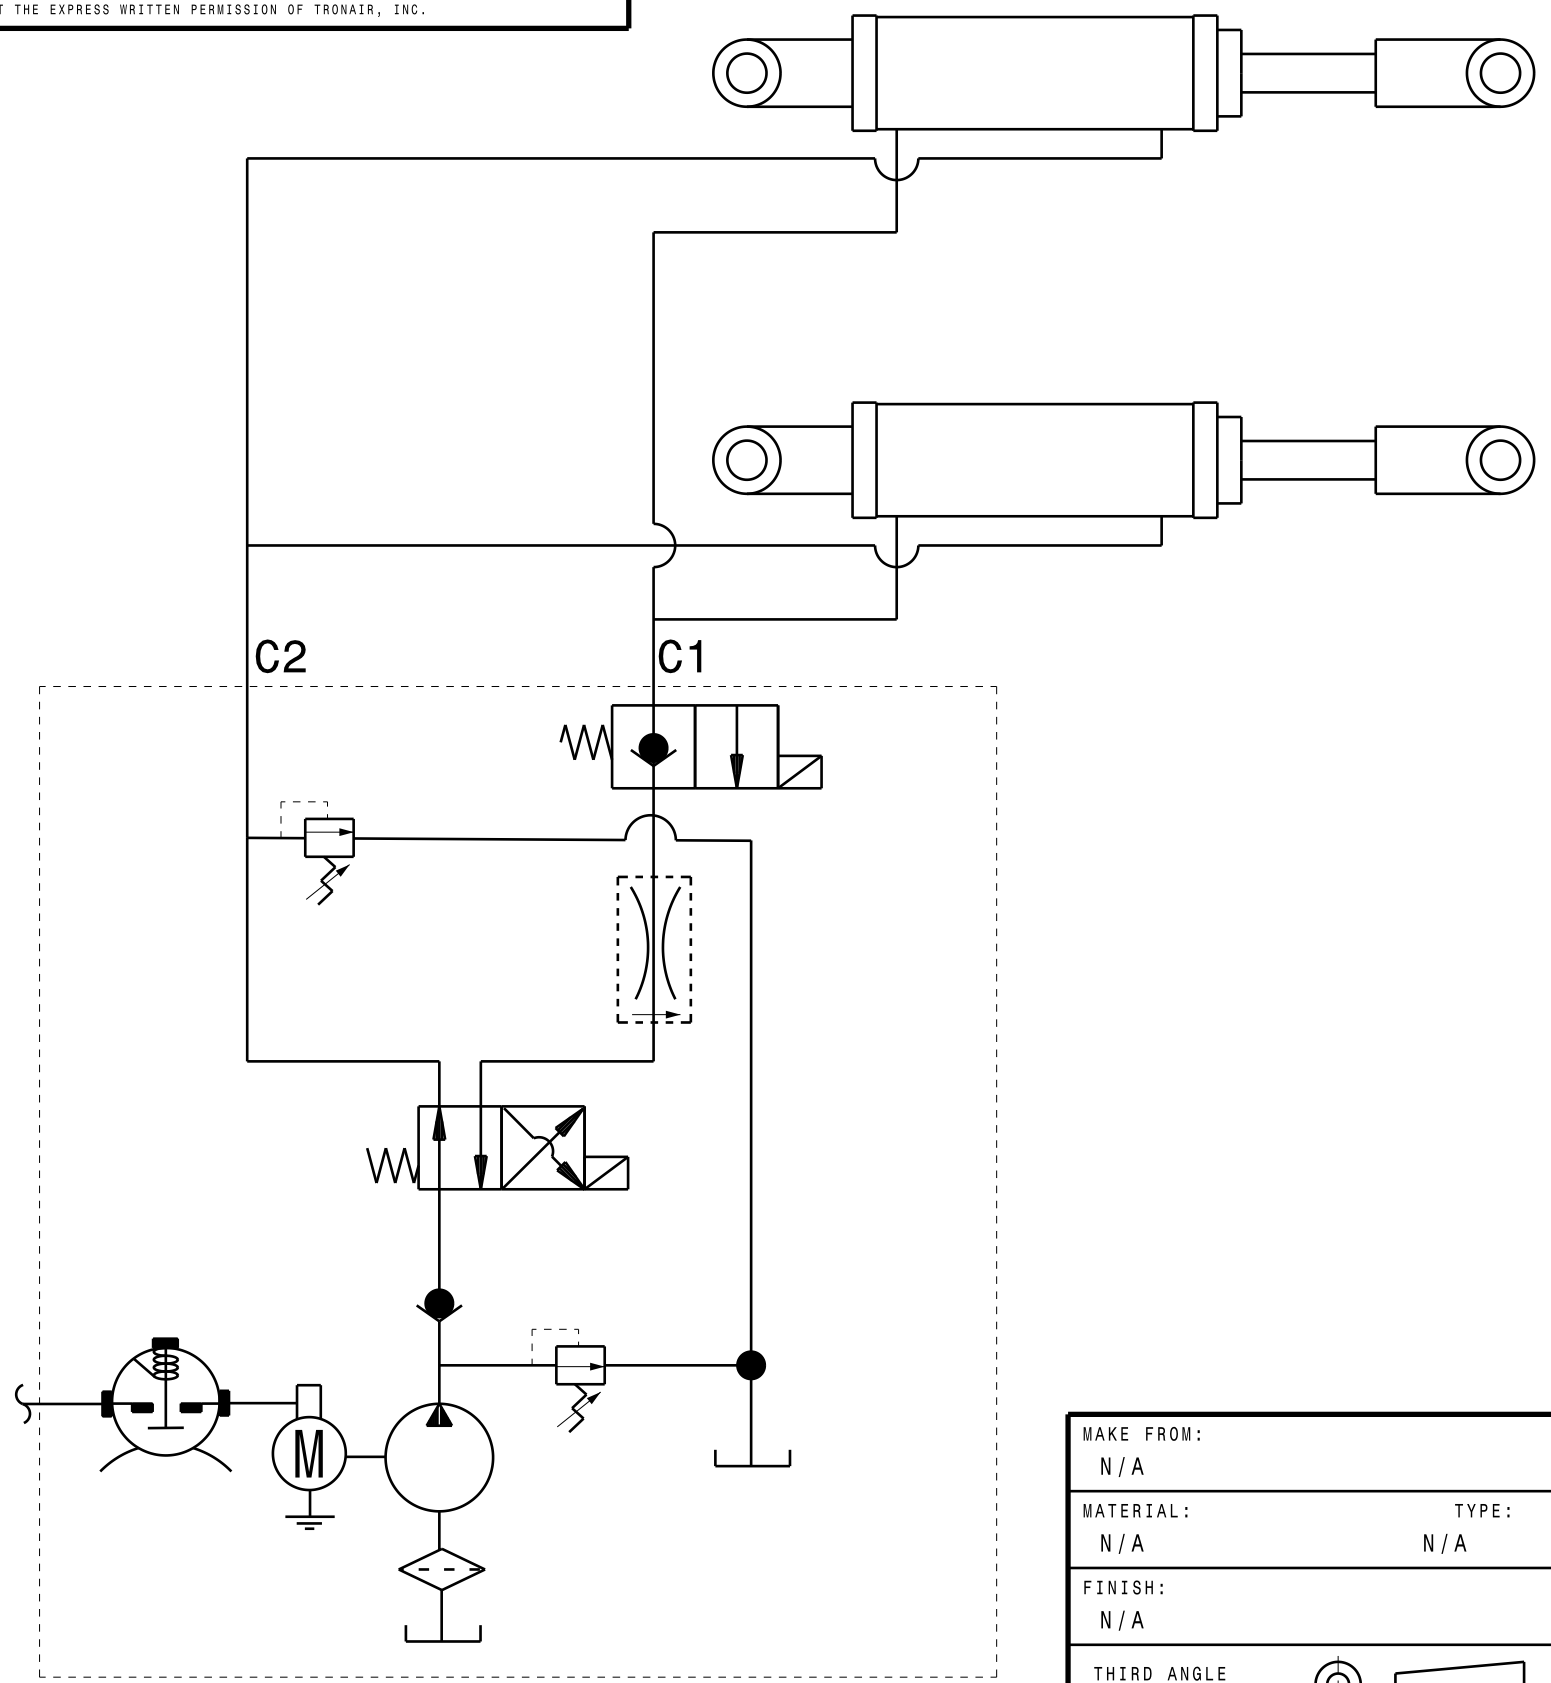 THE EXPRESS WRITTEN PERMISSION OF TRONAIR, INC.
C2
C1
M
MAKE FROM:
N/A
MATERIAL: TYPE:
N/A N/A
FINISH:
N/A
THIRD ANGLE